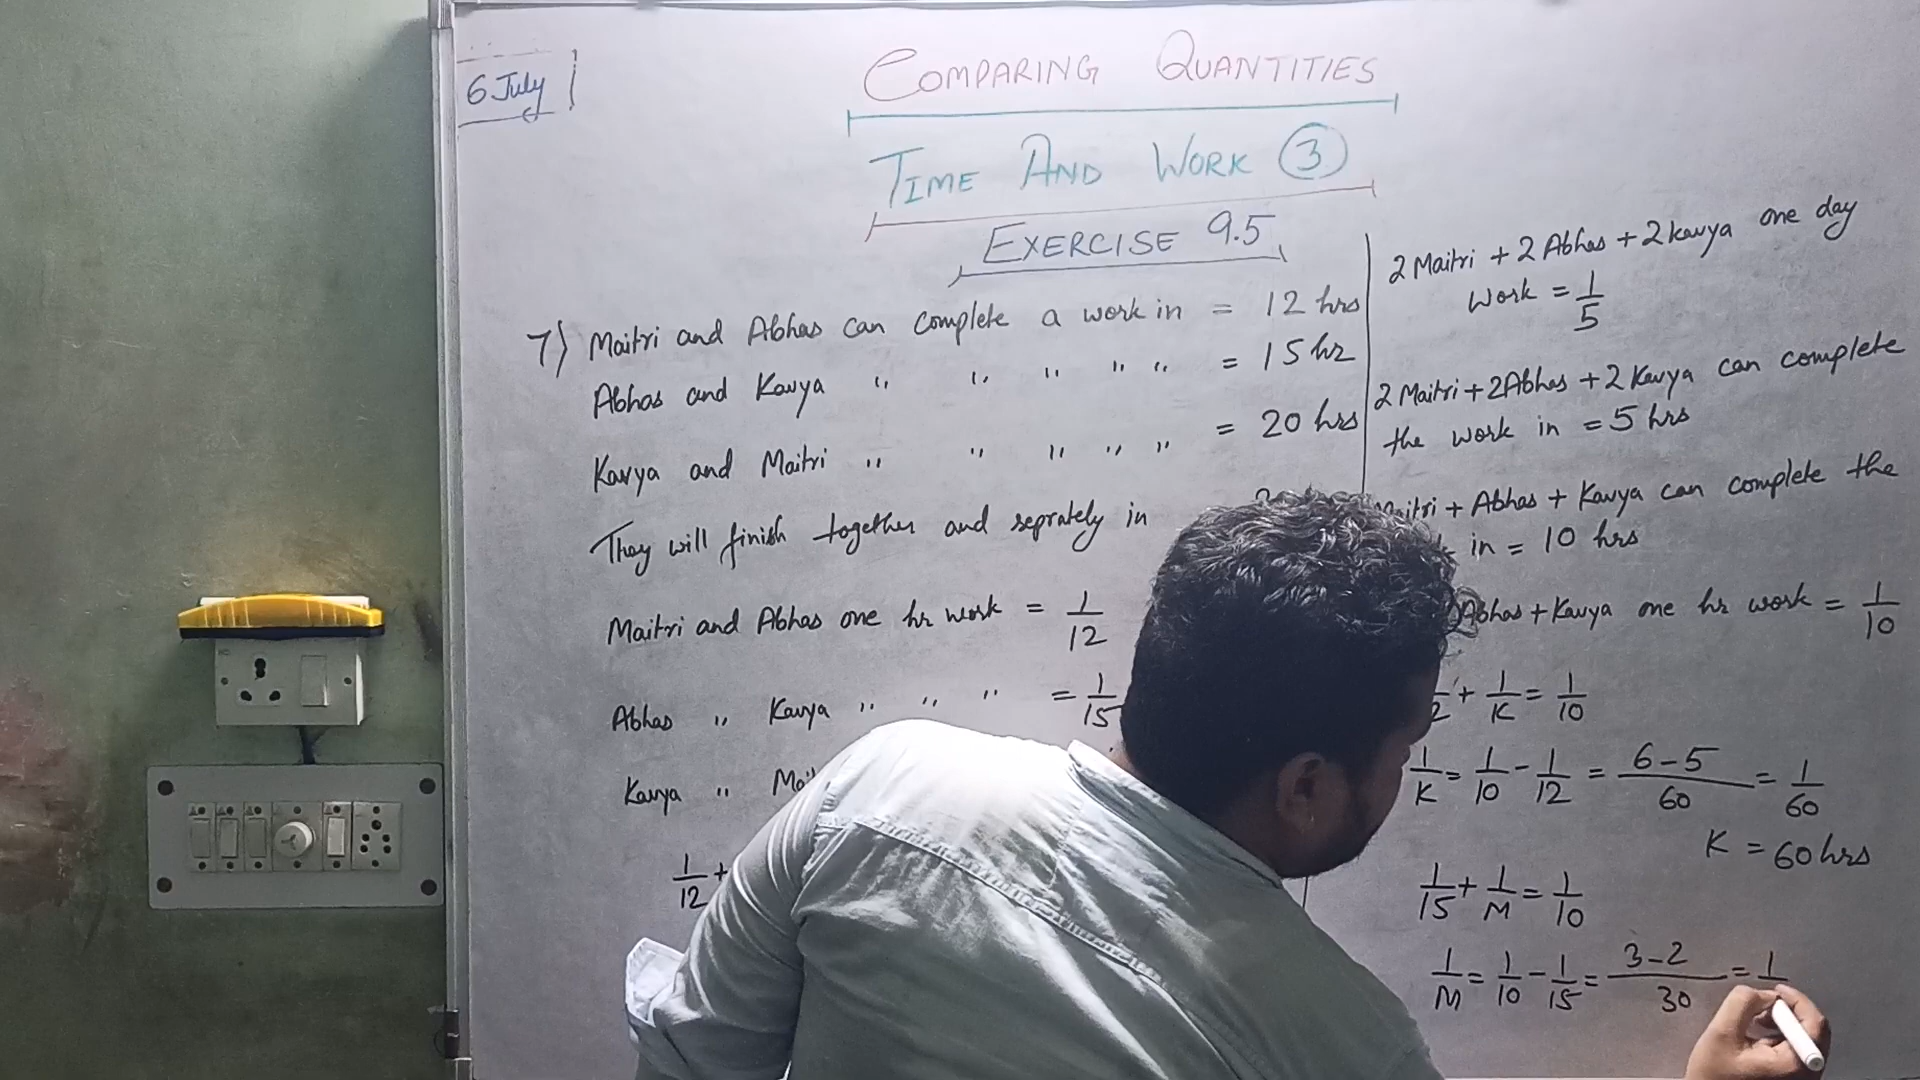 6 July
COMPARING QUANTITIES
TIME AND WORK 3
EXERCISE 9.5
7) Maitri and Abhas can complete a work in = 12 hrs
Abhas and Kavya " " " " " = 15 hr
Kavya and Maitri " " " " " = 20 hrs
They will finish together and seprately in
Maitri and Abhas one hr work = 1/12
Abhas " Kavya " " " = 1/15
Kavya "
1/12 +
2 Maitri + 2 Abhas + 2 Kavya one day
work = 1/5
2 Maitri + 2 Abhas + 2 Kavya can complete
the work in = 5 hrs
Maitri + Abhas + Kavya can complete the
in = 10 hrs
Abhas + Kavya one hr work = 1/10
+ 1/K = 1/10
1/K = 1/10 - 1/12 = 6-5/60 = 1/60
K = 60 hrs
1/15 + 1/M = 1/10
1/M = 1/10 - 1/15 = 3-2/30 = 1